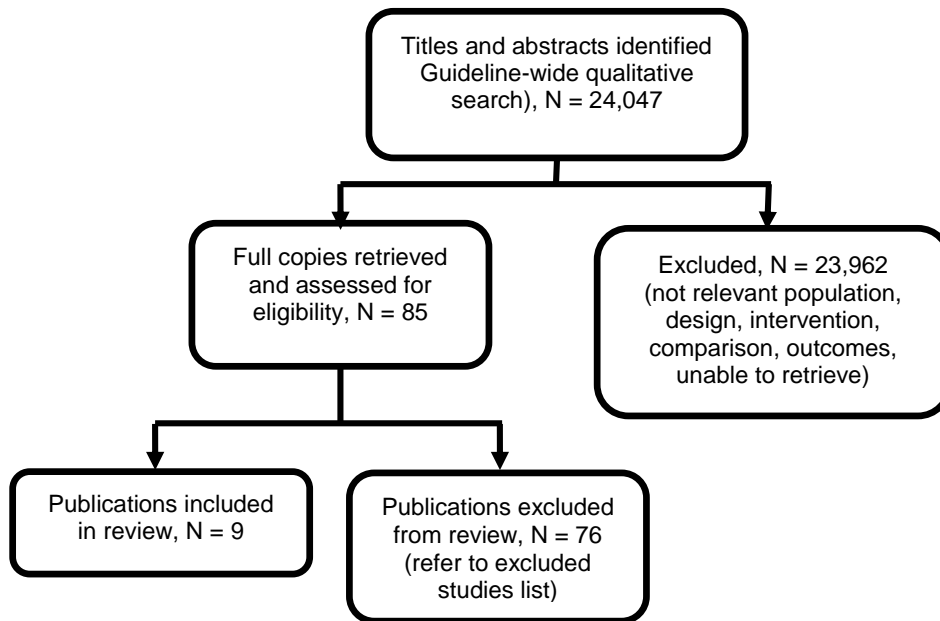 Titles and abstracts identified
Guideline-wide qualitative
search), N = 24,047
Full copies retrieved
and assessed for
eligibility, N = 85
Excluded, N = 23,962
(not relevant population,
design, intervention,
comparison, outcomes,
unable to retrieve)
Publications included
in review, N = 9
Publications excluded
from review, N = 76
(refer to excluded
studies list)